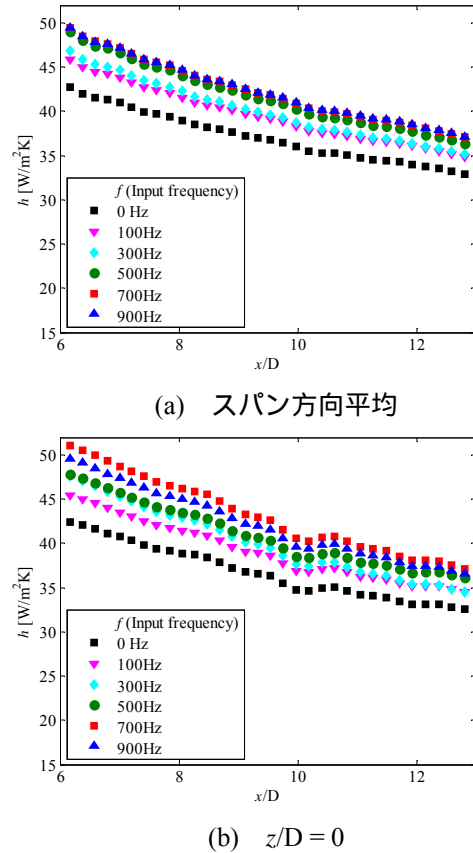 50
45
40
35
30
25
20
15
h [W/m²K]
f (Input frequency)
0 Hz
100Hz
300Hz
500Hz
700Hz
900Hz
6
8
10
12
x/D
(a) スパン方向平均
50
45
40
35
30
25
20
15
h [W/m²K]
f (Input frequency)
0 Hz
100Hz
300Hz
500Hz
700Hz
900Hz
6
8
10
12
x/D
(b) z/D = 0